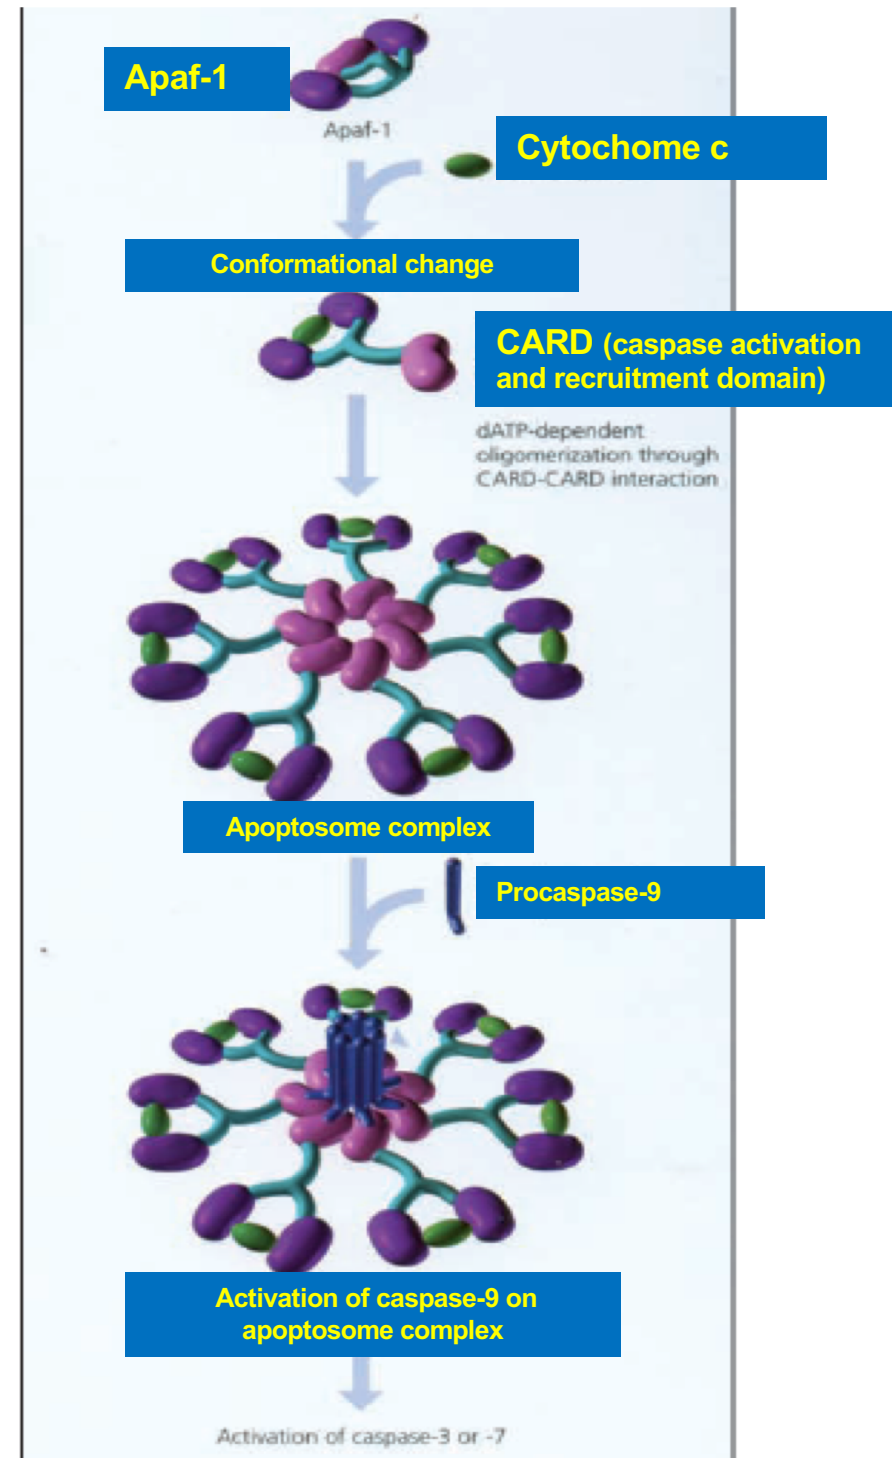 Apaf-1
Apaf-1
Cytochome c
Conformational change
CARD (caspase activation
and recruitment domain)
dATP-dependent
oligomerization through
CARD-CARD interaction
Apoptosome complex
Procaspase-9
Activation of caspase-9 on
apoptosome complex
Activation of caspase-3 or -7